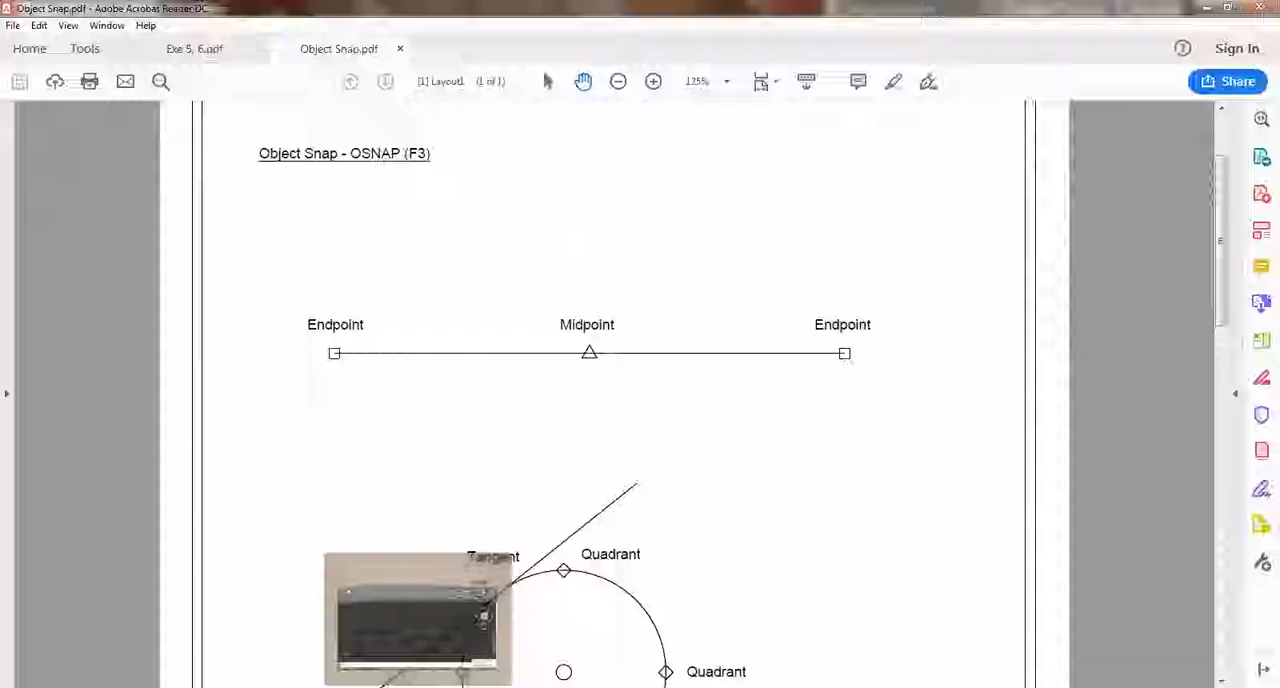 Object Snap.pdf - Adobe Acrobat Reader DC
File Edit View Window Help
Home Tools Exe 5, 6.pdf Object Snap.pdf × Sign In
[1] Layout1 (1 of 1) 125% Share
Object Snap - OSNAP (F3)
Endpoint Midpoint Endpoint
Tangent Quadrant
Quadrant